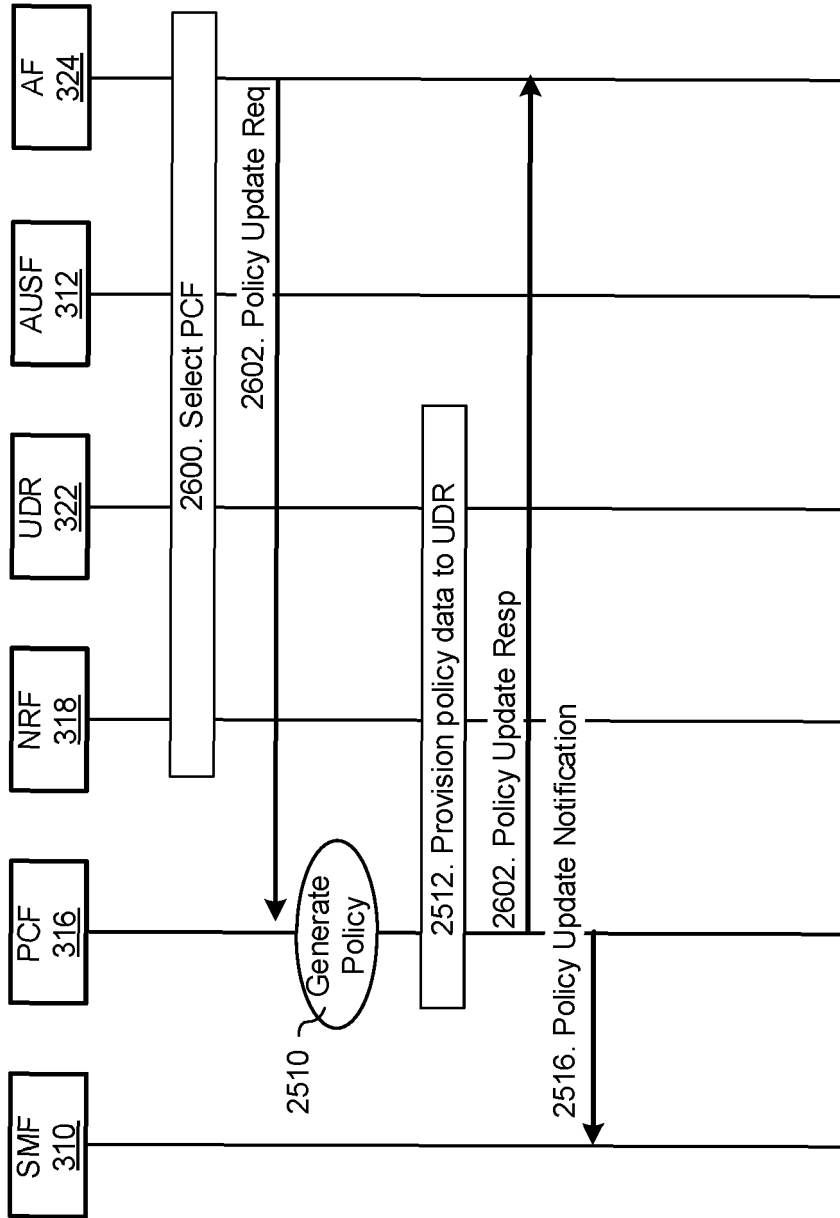 SMF
310
PCF
316
NRF
318
UDR
322
AUSF
312
AF
324
2600. Select PCF
2602. Policy Update Req
2510
Generate
Policy
2512. Provision policy data to UDR
2602. Policy Update Resp
2516. Policy Update Notification